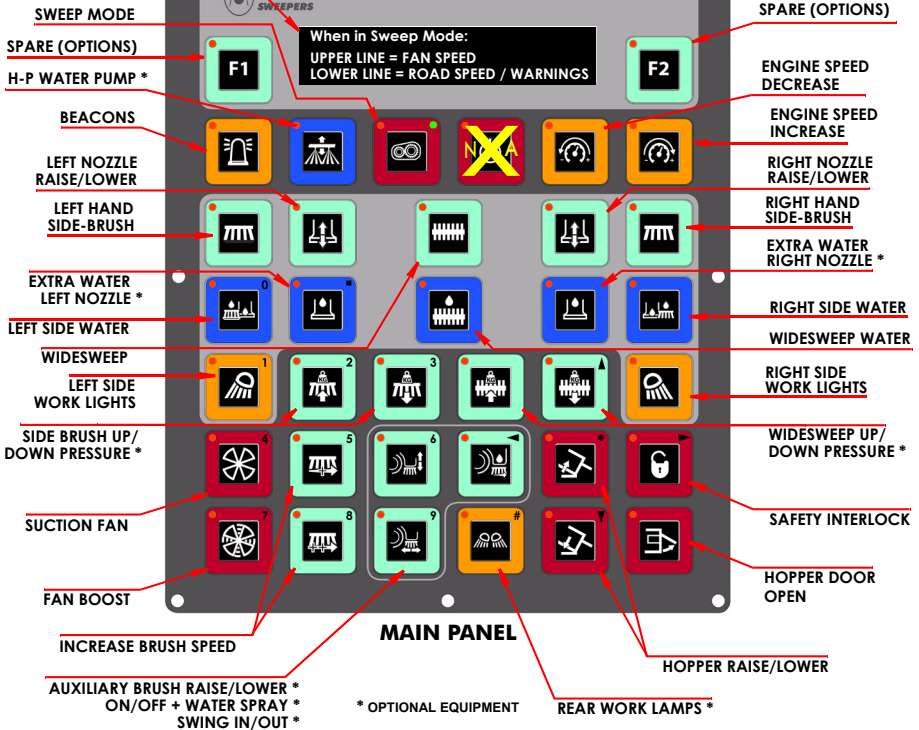 SWEEPERS
SWEEP MODE
SPARE (OPTIONS)
H-P WATER PUMP *
BEACONS
LEFT NOZZLE
RAISE/LOWER
LEFT HAND
SIDE-BRUSH
EXTRA WATER
LEFT NOZZLE *
LEFT SIDE WATER
WIDESWEEP
LEFT SIDE
WORK LIGHTS
SIDE BRUSH UP/
DOWN PRESSURE *
SUCTION FAN
FAN BOOST
INCREASE BRUSH SPEED
AUXILIARY BRUSH RAISE/LOWER *
ON/OFF + WATER SPRAY *
SWING IN/OUT *
When in Sweep Mode:
UPPER LINE = FAN SPEED
LOWER LINE = ROAD SPEED / WARNINGS
F1
F2
N A
0
1
2
3
KG
KG
KG
KG
4
5
6
*
7
8
9
#
MAIN PANEL
* OPTIONAL EQUIPMENT
SPARE (OPTIONS)
ENGINE SPEED
DECREASE
ENGINE SPEED
INCREASE
RIGHT NOZZLE
RAISE/LOWER
RIGHT HAND
SIDE-BRUSH
EXTRA WATER
RIGHT NOZZLE *
RIGHT SIDE WATER
WIDESWEEP WATER
RIGHT SIDE
WORK LIGHTS
WIDESWEEP UP/
DOWN PRESSURE *
SAFETY INTERLOCK
HOPPER DOOR
OPEN
HOPPER RAISE/LOWER
REAR WORK LAMPS *